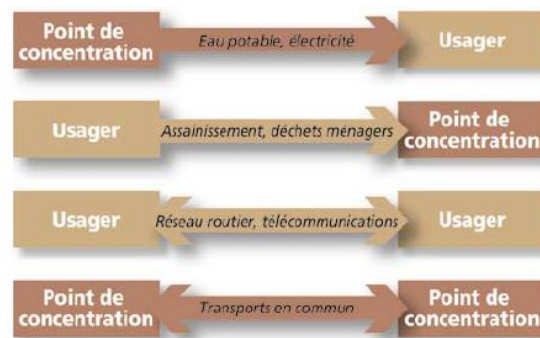 Point de
concentration
Eau potable, électricité
Usager
Usager
Assainissement, déchets ménagers
Point de
concentration
Usager
Réseau routier, télécommunications
Usager
Point de
concentration
Transports en commun
Point de
concentration